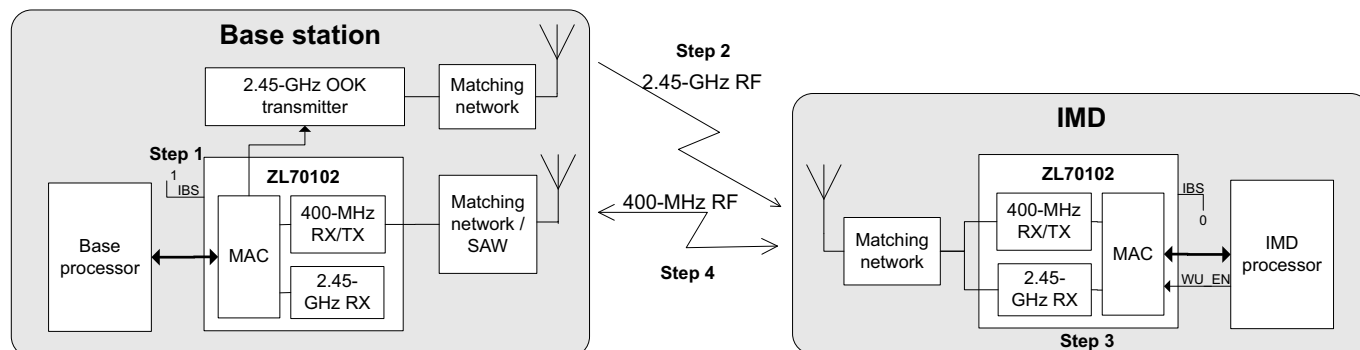 Base station
2.45-GHz OOK
transmitter
Matching
network
Step 1
1
IBS
ZL70102
Base
processor
MAC
400-MHz
RX/TX
2.45-
GHz RX
Matching
network /
SAW
Step 2
2.45-GHz RF
400-MHz RF
Step 4
IMD
Matching
network
ZL70102
400-MHz
RX/TX
2.45-
GHz RX
MAC
IBS
0
WU_EN
IMD
processor
Step 3